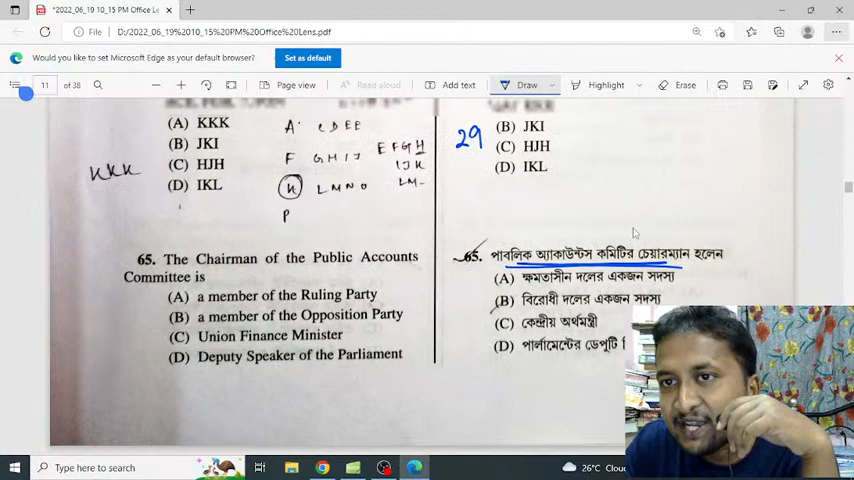 *2022_06_19 10_15 PM Office Le
File
D:/2022_06_19%2010_15%20PM%20Office%20Lens.pdf
Would you like to set Microsoft Edge as your default browser?
Set as default
11
of 38
Page view
Read aloud
Add text
Draw
Highlight
Erase
(A) KKK
(B) JKI
(C) HJH
(D) IKL
KKK
A
C D E E
F
G H I J
K
L M N O
P
E F G H
I J K
L M -
29
(B) JKI
(C) HJH
(D) IKL
65. The Chairman of the Public Accounts
Committee is
(A) a member of the Ruling Party
(B) a member of the Opposition Party
(C) Union Finance Minister
(D) Deputy Speaker of the Parliament
65. পাবলিক অ্যাকাউন্টস কমিটির চেয়ারম্যান হলেন
(A) ক্ষমতাসীন দলের একজন সদস্য
(B) বিরোধী দলের একজন সদস্য
(C) কেন্দ্রীয় অর্থমন্ত্রী
(D) পার্লামেন্টের ডেপুটি
Type here to search
26°C